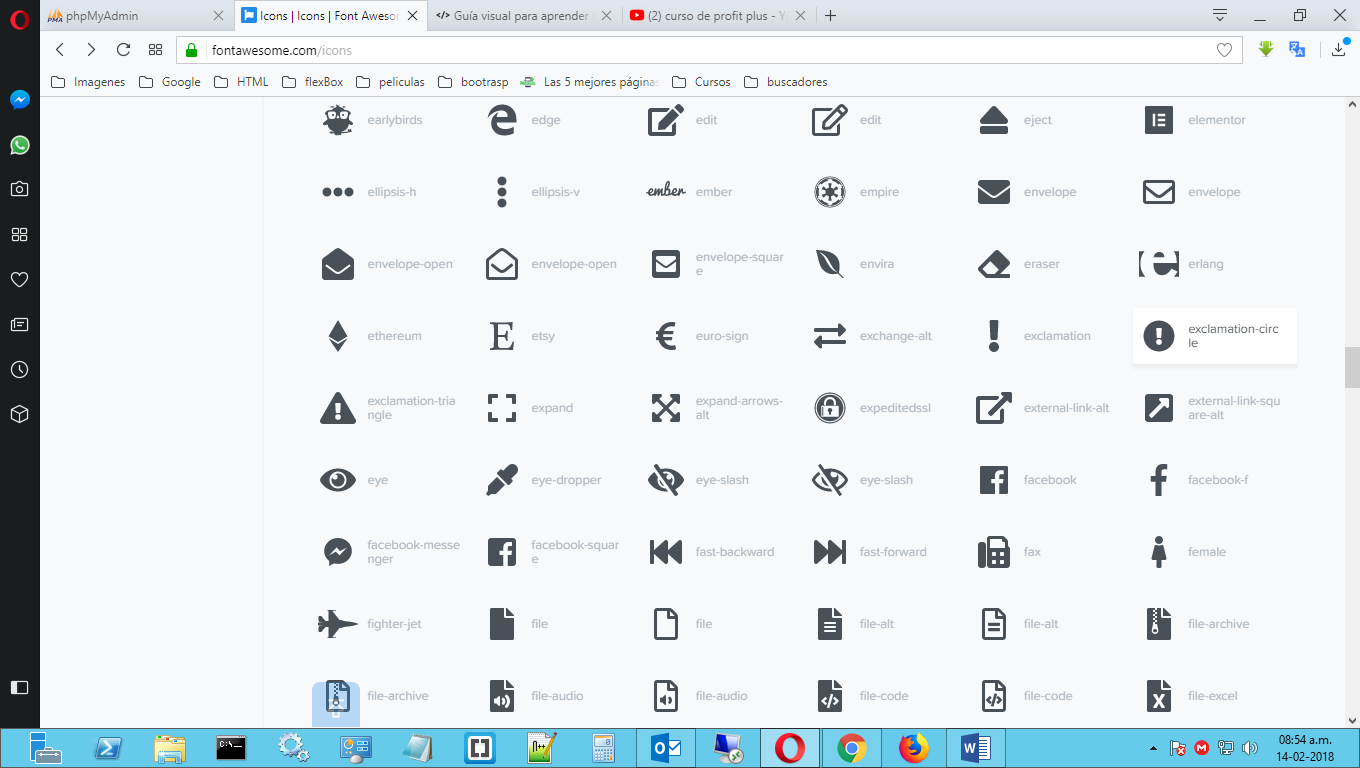 phpMyAdmin
Icons | Icons | Font Aweso
Guía visual para aprender
(2) curso de profit plus - Y
fontawesome.com/icons
Imagenes
Google
HTML
flexBox
peliculas
bootrasp
Las 5 mejores página
Cursos
buscadores
earlybirds
edge
edit
edit
eject
elementor
ellipsis-h
ellipsis-v
ember
ember
empire
envelope
envelope
envelope-open
envelope-open
envelope-squar
e
envira
eraser
erlang
ethereum
etsy
euro-sign
exchange-alt
exclamation
exclamation-circ
le
exclamation-tria
ngle
expand
expand-arrows-
alt
expeditedssl
external-link-alt
external-link-squ
are-alt
eye
eye-dropper
eye-slash
eye-slash
facebook
facebook-f
facebook-messe
nger
facebook-squar
e
fast-backward
fast-forward
fax
female
fighter-jet
file
file
file-alt
file-alt
file-archive
file-archive
file-audio
file-audio
file-code
file-code
file-excel
08:54 a.m.
14-02-2018